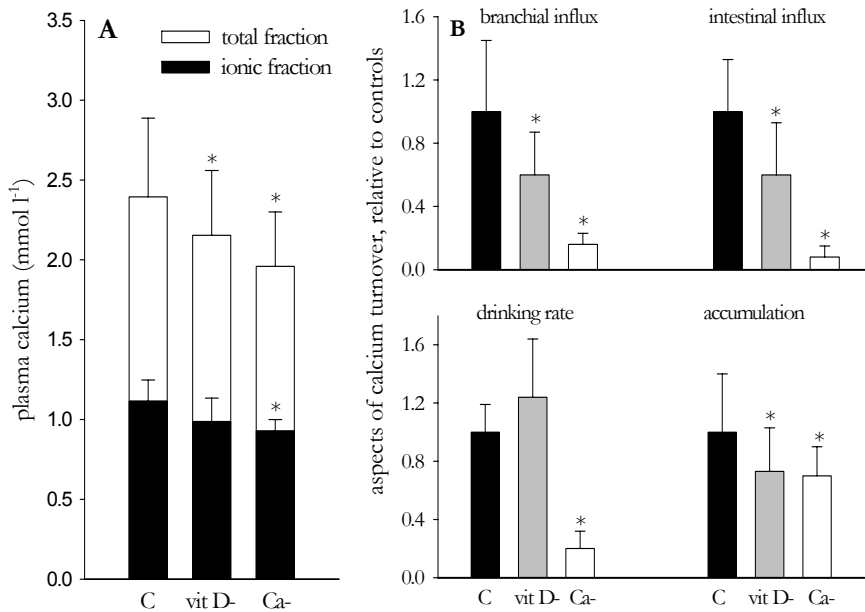 A
total fraction
ionic fraction
plasma calcium (mmol l-1)
3.5
3.0
2.5
2.0
1.5
1.0
0.5
0.0
*
*
*
C vit D- Ca-
B
aspects of calcium turnover, relative to controls
branchial influx
intestinal influx
1.6
1.2
0.8
0.4
0.0
*
*
*
*
drinking rate
accumulation
1.6
1.2
0.8
0.4
0.0
*
*
*
C vit D- Ca- C vit D- Ca-